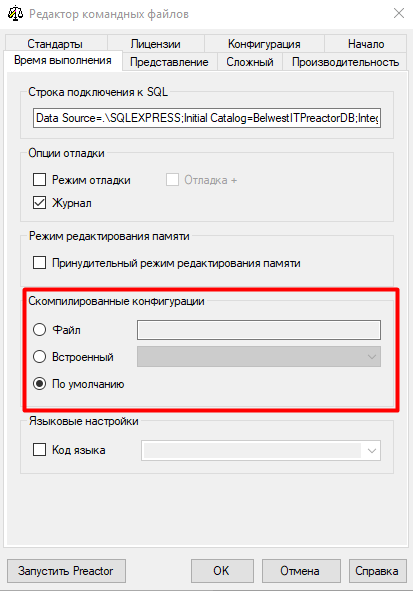 Редактор командных файлов
Стандарты Лицензии Конфигурация Начало
Время выполнения Представление Сложный Производительность
Строка подключения к SQL
Data Source=.\SQLEXPRESS;Initial Catalog=BelwestITPreactorDB;Integ
Опции отладки
Режим отладки Отладка +
Журнал
Режим редактирования памяти
Принудительный режим редактирования памяти
Скомпилированные конфигурации
Файл
Встроенный
По умолчанию
Языковые настройки
Код языка
Запустить Preactor OK Отмена Справка